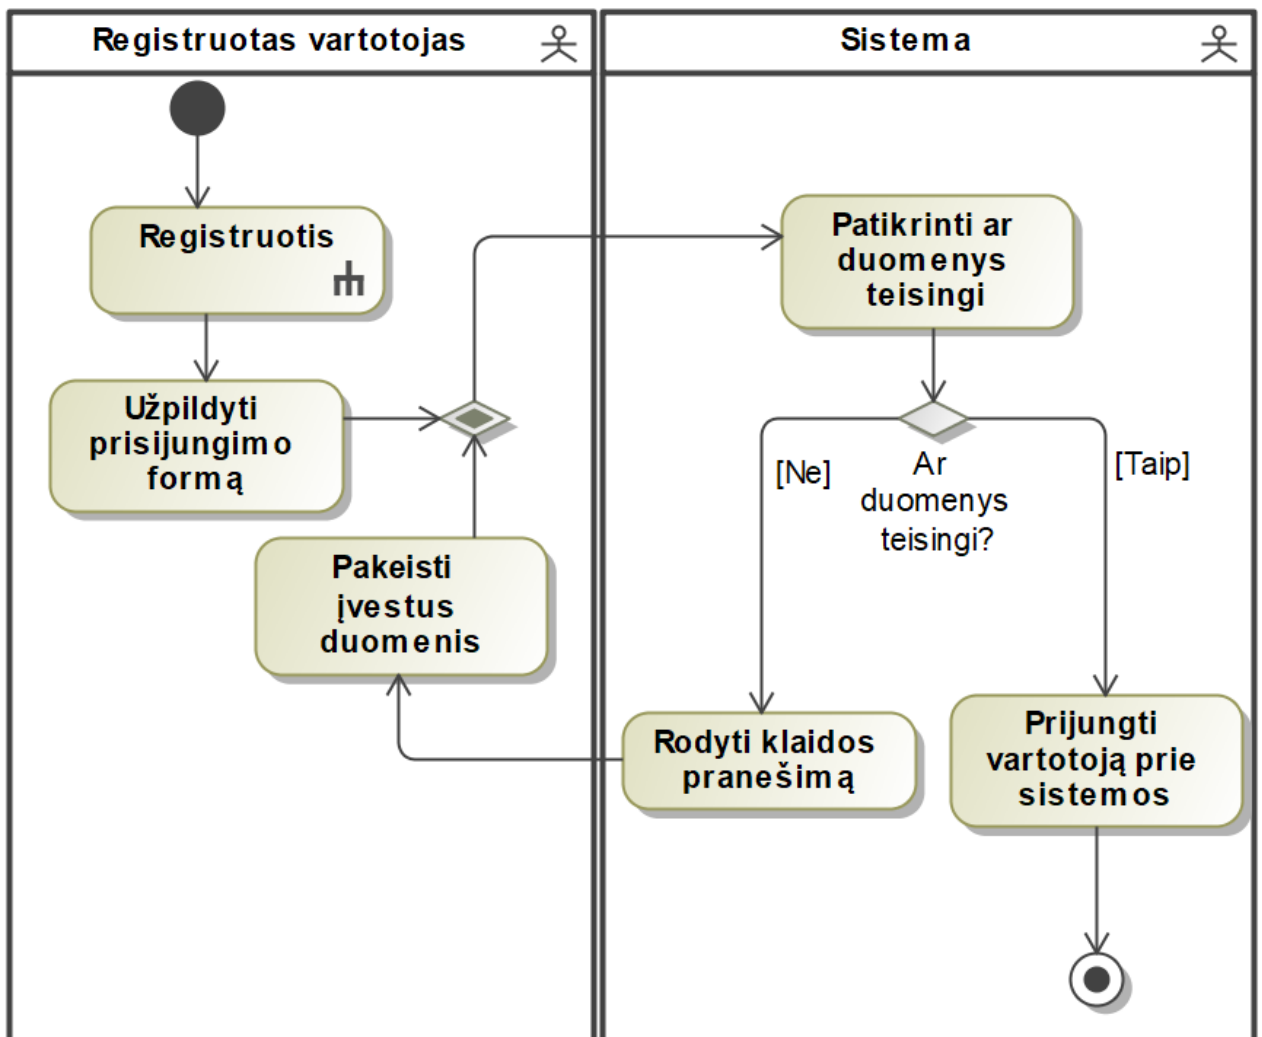 Registruotas vartotojas
Sistema
Registruotis
Užpildyti
prisijungimo
formą
Pakeisti
įvestus
duomenis
Patikrinti ar
duomenys
teisingi
[Ne]
Ar
duomenys
teisingi?
[Taip]
Rodyti klaidos
pranešimą
Prijungti
vartotoją prie
sistemos